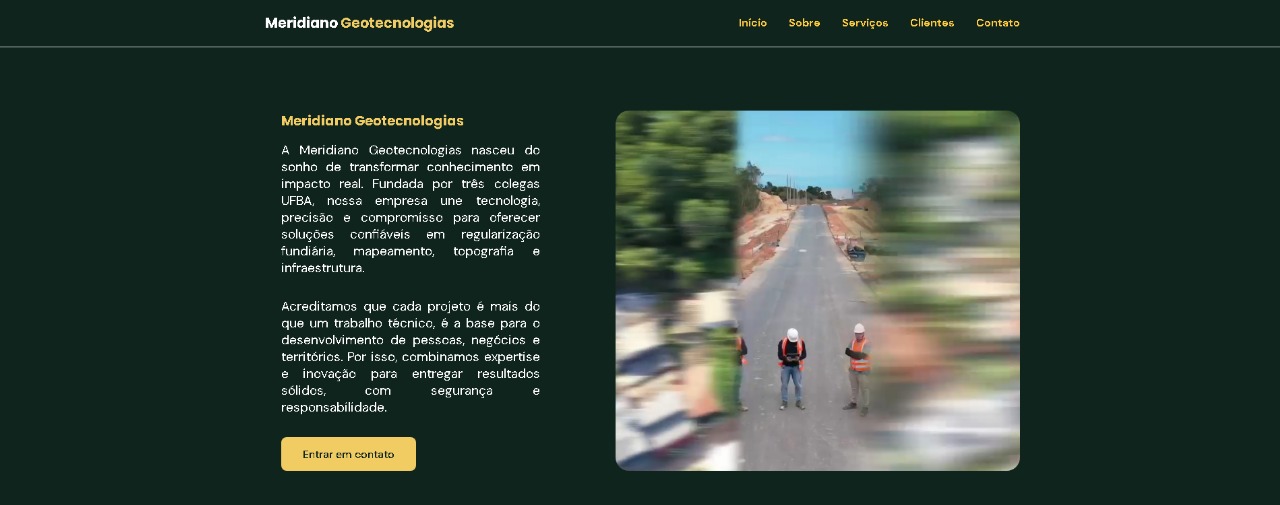 Meridiano Geotecnologias
Início Sobre Serviços Clientes Contato
Meridiano Geotecnologias
A Meridiano Geotecnologias nasceu do
sonho de transformar conhecimento em
impacto real. Fundada por três colegas
UFBA, nossa empresa une tecnologia,
precisão e compromisso para oferecer
soluções confiáveis em regularização
fundiária, mapeamento, topografia e
infraestrutura.
Acreditamos que cada projeto é mais do
que um trabalho técnico, é a base para o
desenvolvimento de pessoas, negócios e
territórios. Por isso, combinamos expertise
e inovação para entregar resultados
sólidos, com segurança e
responsabilidade.
Entrar em contato